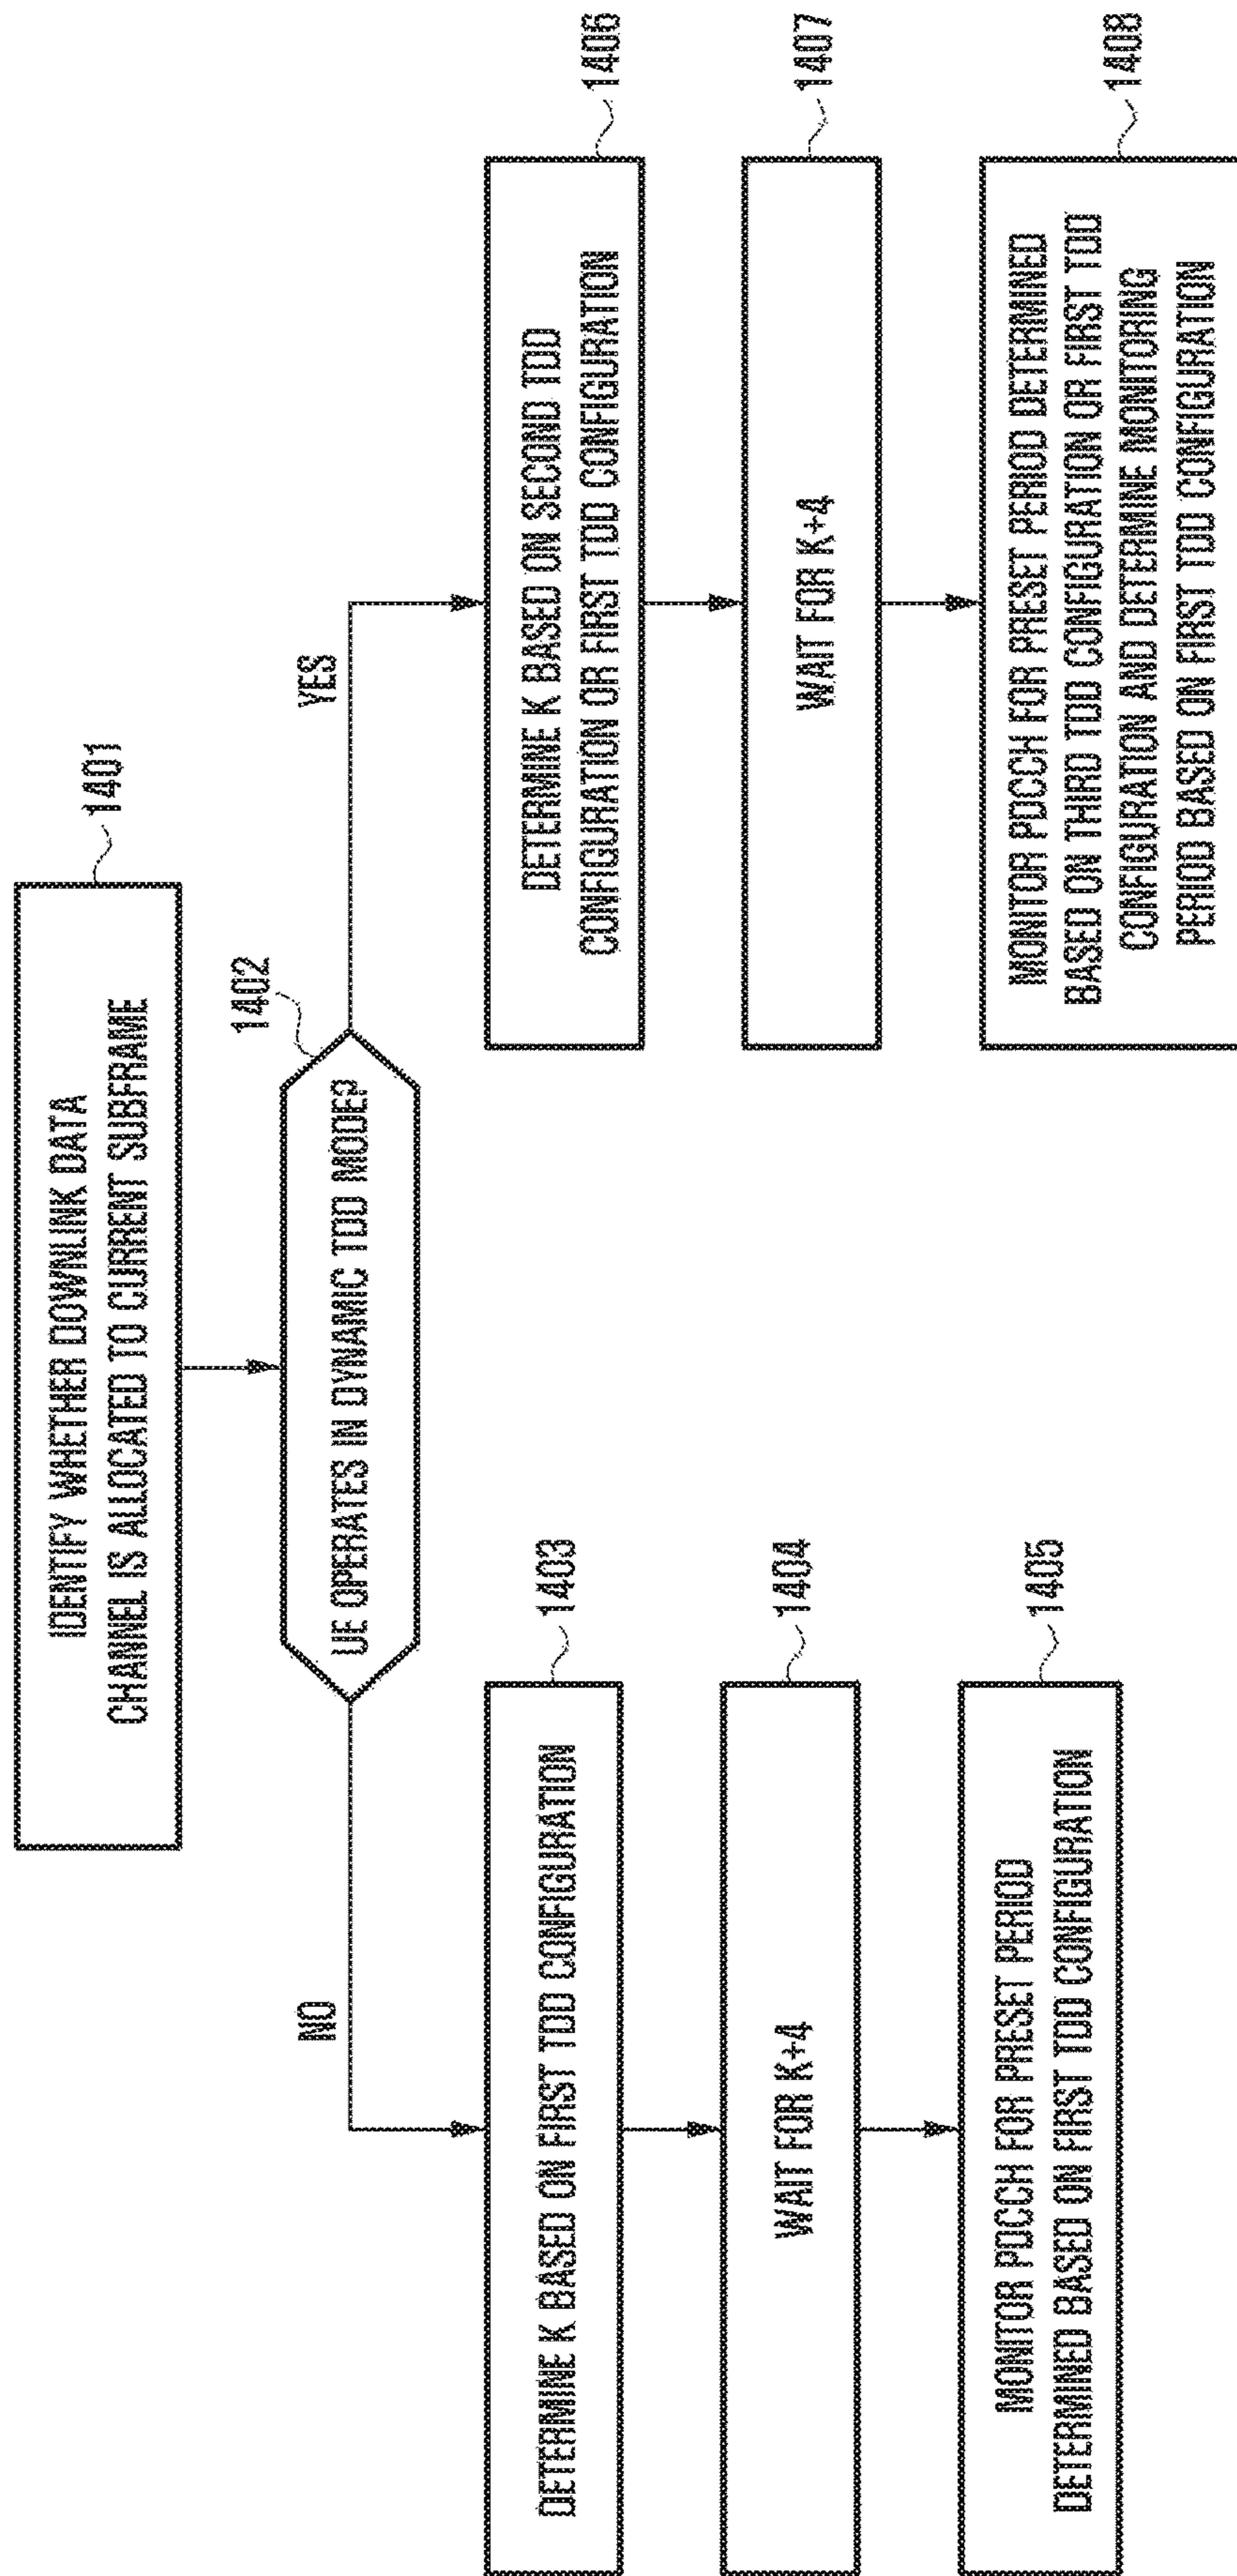 IDENTIFY WHETHER DOWNLINK DATA
CHANNEL IS ALLOCATED TO CURRENT SUBFRAME
1401
UE OPERATES IN DYNAMIC TDD MODE?
1402
NO
YES
DETERMINE K BASED ON FIRST TDD CONFIGURATION
1403
WAIT FOR K+4
1404
MONITOR PDCCH FOR PRESET PERIOD
DETERMINED BASED ON FIRST TDD CONFIGURATION
1405
DETERMINE K BASED ON SECOND TDD
CONFIGURATION OR FIRST TDD CONFIGURATION
1406
WAIT FOR K+4
1407
MONITOR PDCCH FOR PRESET PERIOD DETERMINED
BASED ON THIRD TDD CONFIGURATION OR FIRST TDD
CONFIGURATION AND DETERMINE MONITORING
PERIOD BASED ON FIRST TDD CONFIGURATION
1408